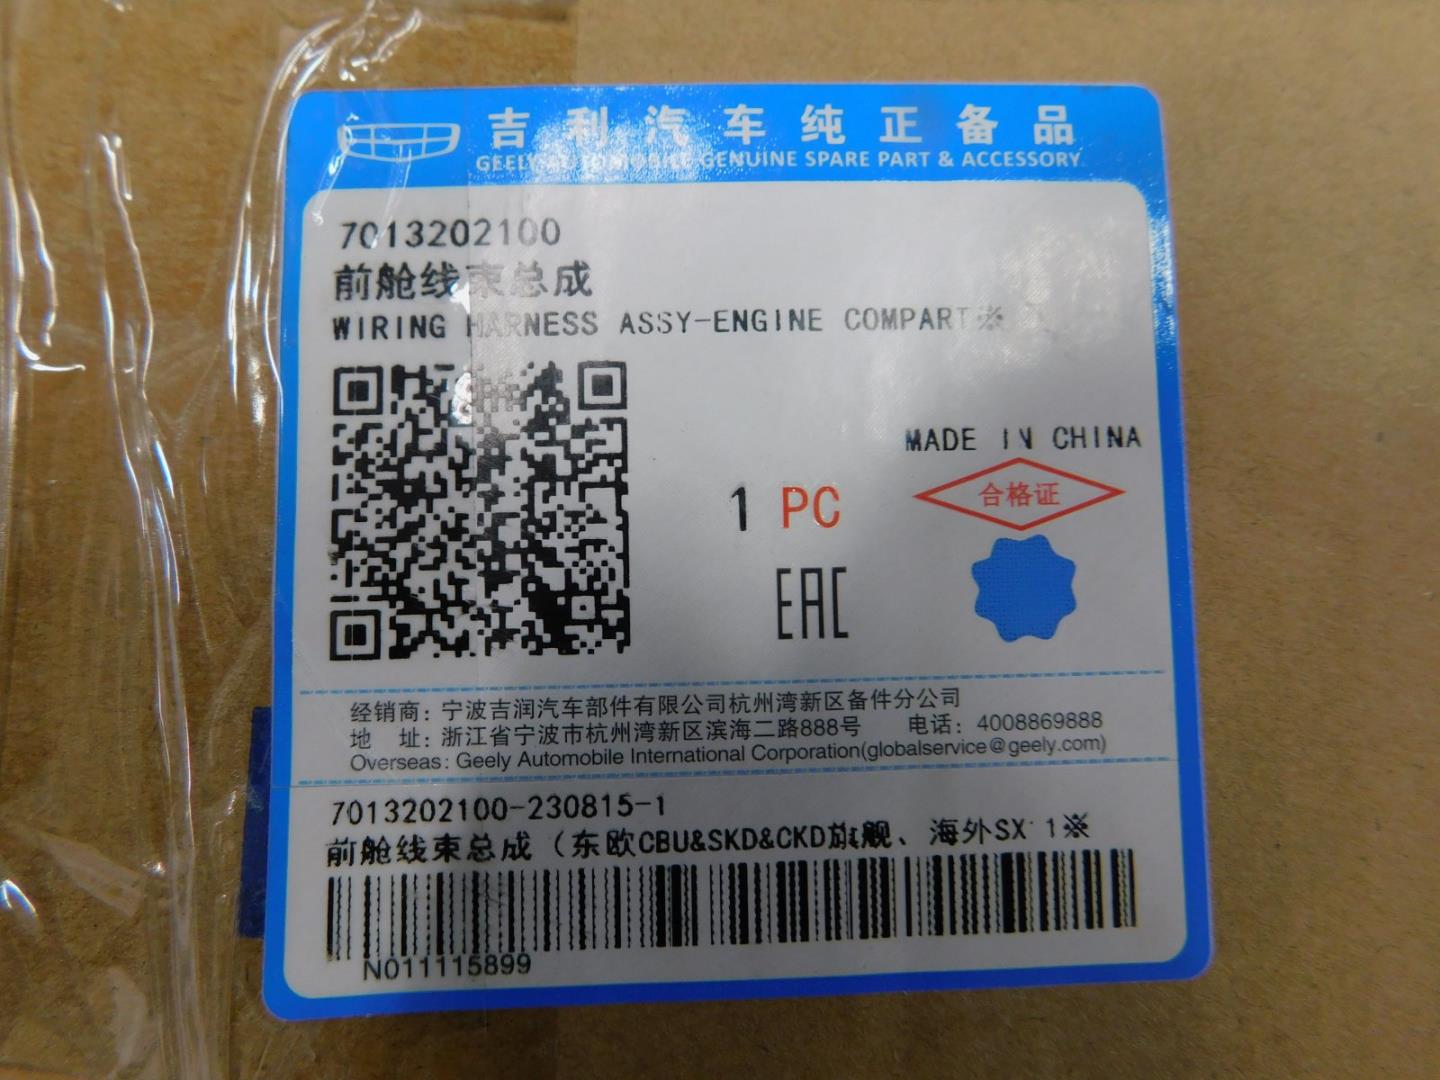 吉利汽车纯正备品
GEELY AUTOMOBILE GENUINE SPARE PART & ACCESSORY
7013202100
前舱线束总成
WIRING HARNESS ASSY-ENGINE COMPART※
MADE IN CHINA
合格证
1 PC
EAC
经销商：宁波吉润汽车部件有限公司杭州湾新区备件分公司
地 址：浙江省宁波市杭州湾新区滨海二路888号 电话：4008869888
Overseas: Geely Automobile International Corporation(globalservice@geely.com)
7013202100-230815-1
前舱线束总成（东欧CBU&SKD&CKD旗舰、海外SX 1※
N011115899